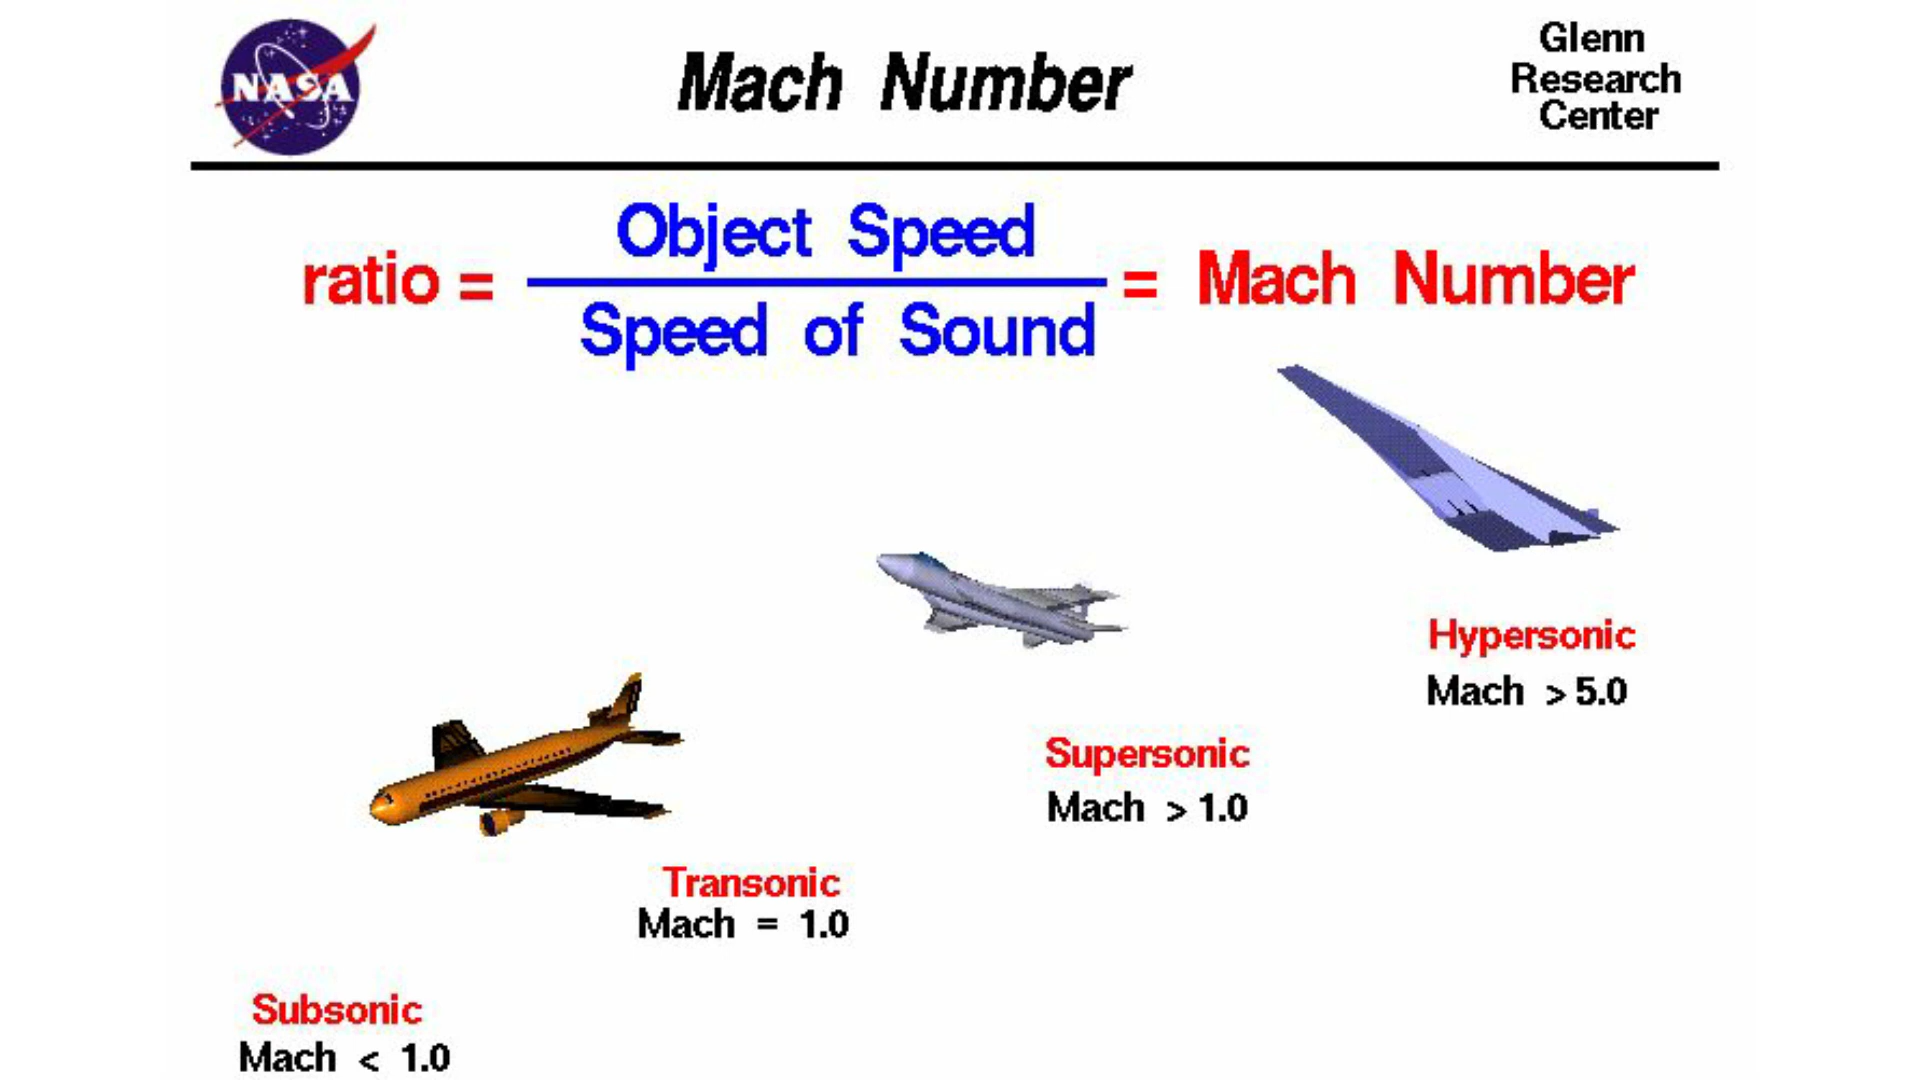 NASA
Mach Number
Glenn
Research
Center
ratio = Object Speed / Speed of Sound = Mach Number
Hypersonic
Mach > 5.0
Supersonic
Mach > 1.0
Transonic
Mach = 1.0
Subsonic
Mach < 1.0